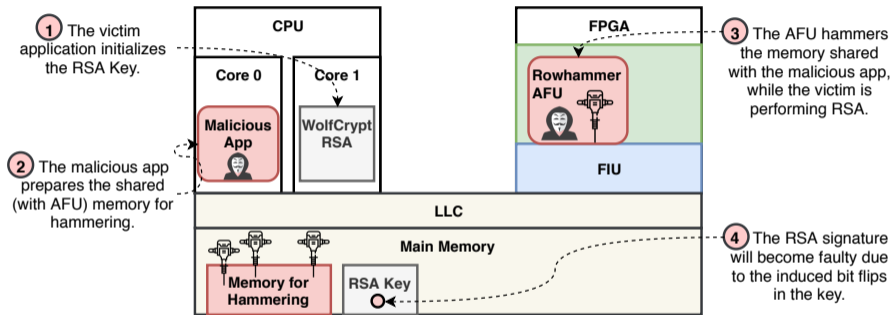 1 The victim
application initializes
the RSA Key.
2 The malicious app
prepares the shared
(with AFU) memory for
hammering.
CPU
Core 0
Core 1
Malicious
App
WolfCrypt
RSA
FPGA
Rowhammer
AFU
FIU
LLC
Main Memory
Memory for
Hammering
RSA Key
3 The AFU hammers
the memory shared
with the malicious app,
while the victim is
performing RSA.
4 The RSA signature
will become faulty due
to the induced bit flips
in the key.